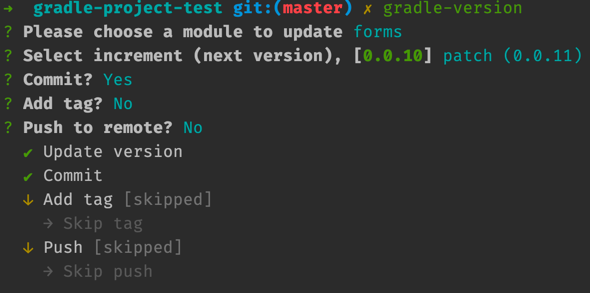 → gradle-project-test git:(master) ✗ gradle-version
? Please choose a module to update forms
? Select increment (next version), [0.0.10] patch (0.0.11)
? Commit? Yes
? Add tag? No
? Push to remote? No
✔ Update version
✔ Commit
↓ Add tag [skipped]
→ Skip tag
↓ Push [skipped]
→ Skip push